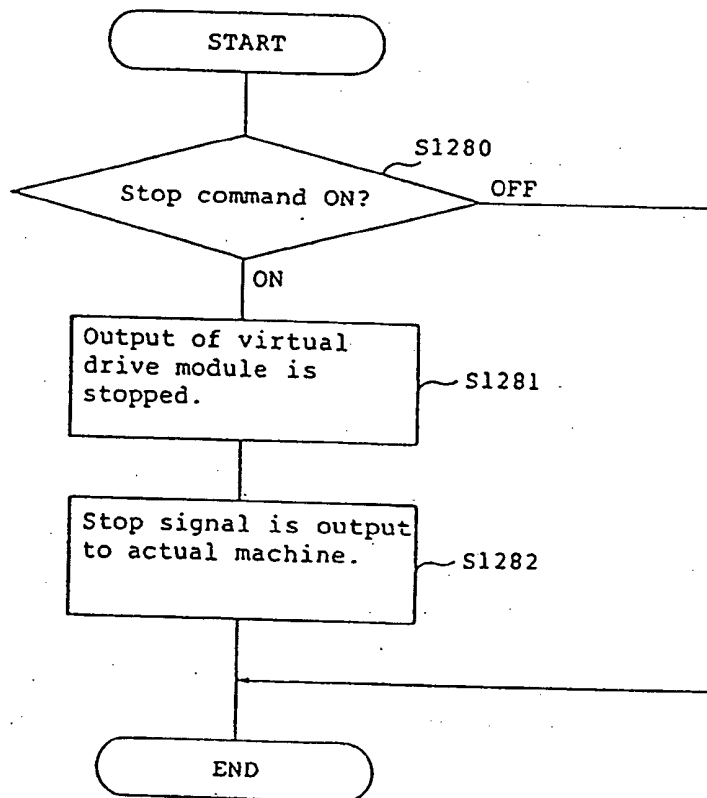 START
S1280
Stop command ON?
OFF
ON
Output of virtual
drive module is
stopped.
S1281
Stop signal is output
to actual machine.
S1282
END